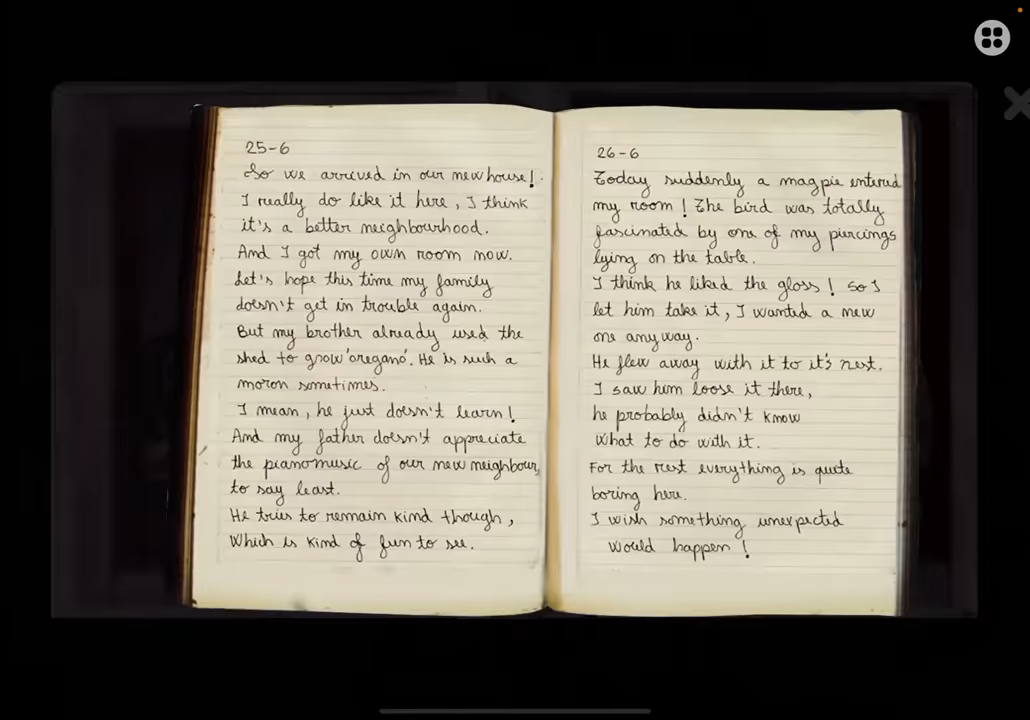 25-6
So we arrived in our new house!
I really do like it here, I think
it's a better neighbourhood.
And I got my own room now.
Let's hope this time my family
doesn't get in trouble again.
But my brother already used the
shed to grow 'oregano'. He is such a
moron sometimes.
I mean, he just doesn't learn!
And my father doesn't appreciate
the pianomusic of our new neighbour,
to say least.
He tries to remain kind though,
Which is kind of fun to see.
26-6
Today suddenly a magpie entered
my room! The bird was totally
fascinated by one of my piercings
lying on the table.
I think he liked the gloss! So I
let him take it, I wanted a new
one anyway.
He flew away with it to it's nest.
I saw him loose it there,
he probably didn't know
What to do with it.
For the rest everything is quite
boring here.
I wish something unexpected
would happen!